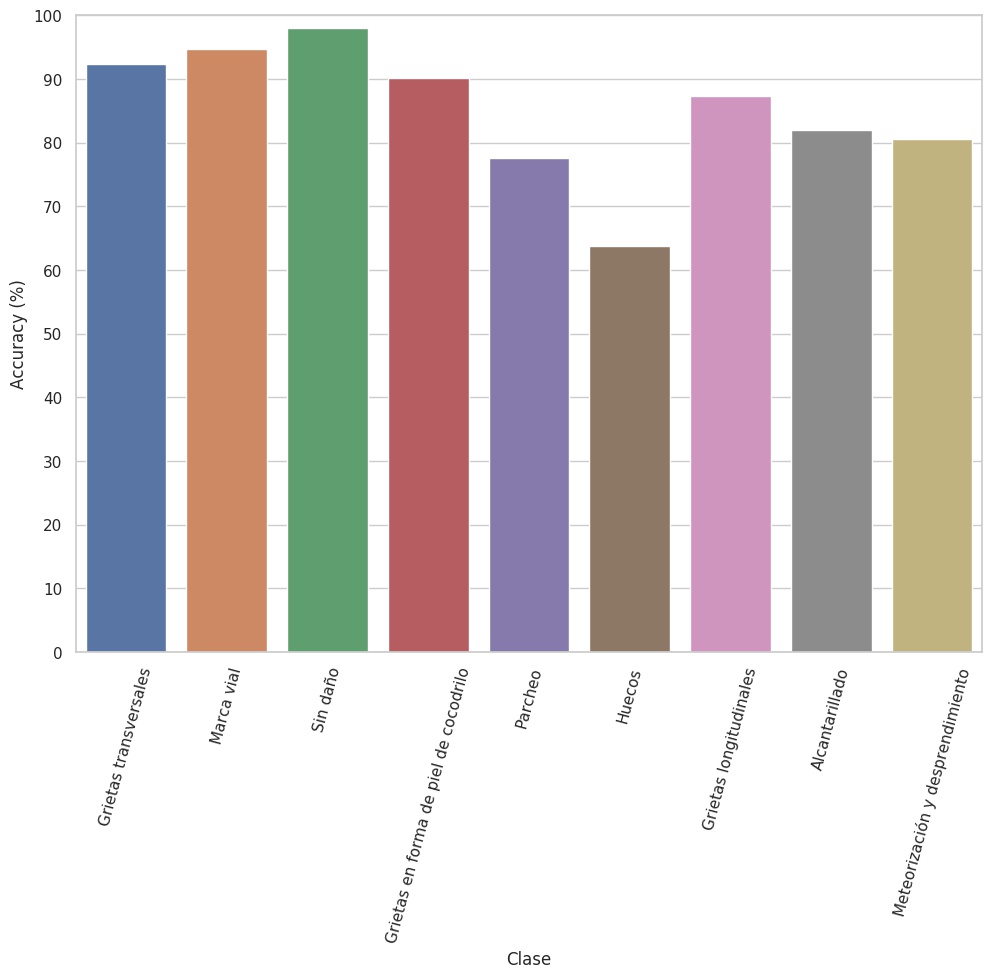 100
90
80
70
60
50
40
30
20
10
0
Accuracy (%)
Grietas transversales
Marca vial
Sin daño
Grietas en forma de piel de cocodrilo
Parcheo
Huecos
Grietas longitudinales
Alcantarillado
Meteorización y desprendimiento
Clase